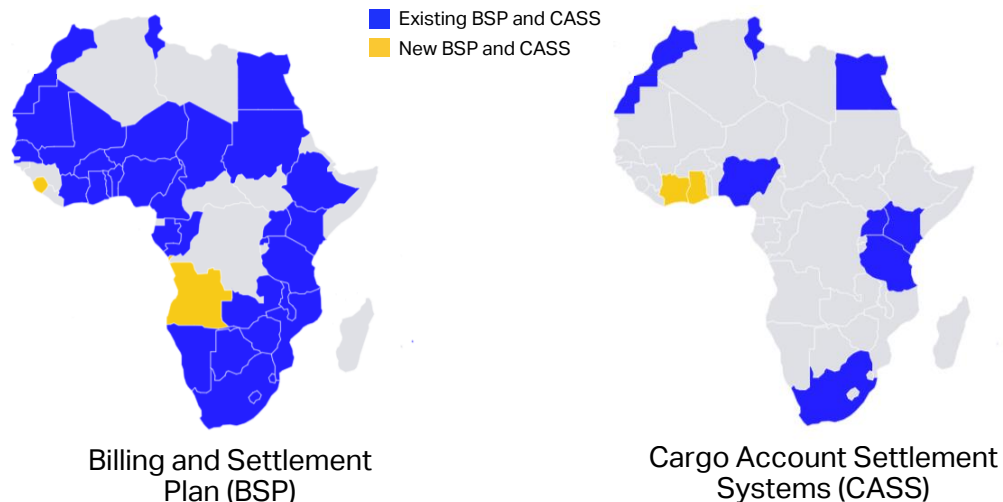 Existing BSP and CASS
New BSP and CASS
Billing and Settlement
Plan (BSP)
Cargo Account Settlement
Systems (CASS)